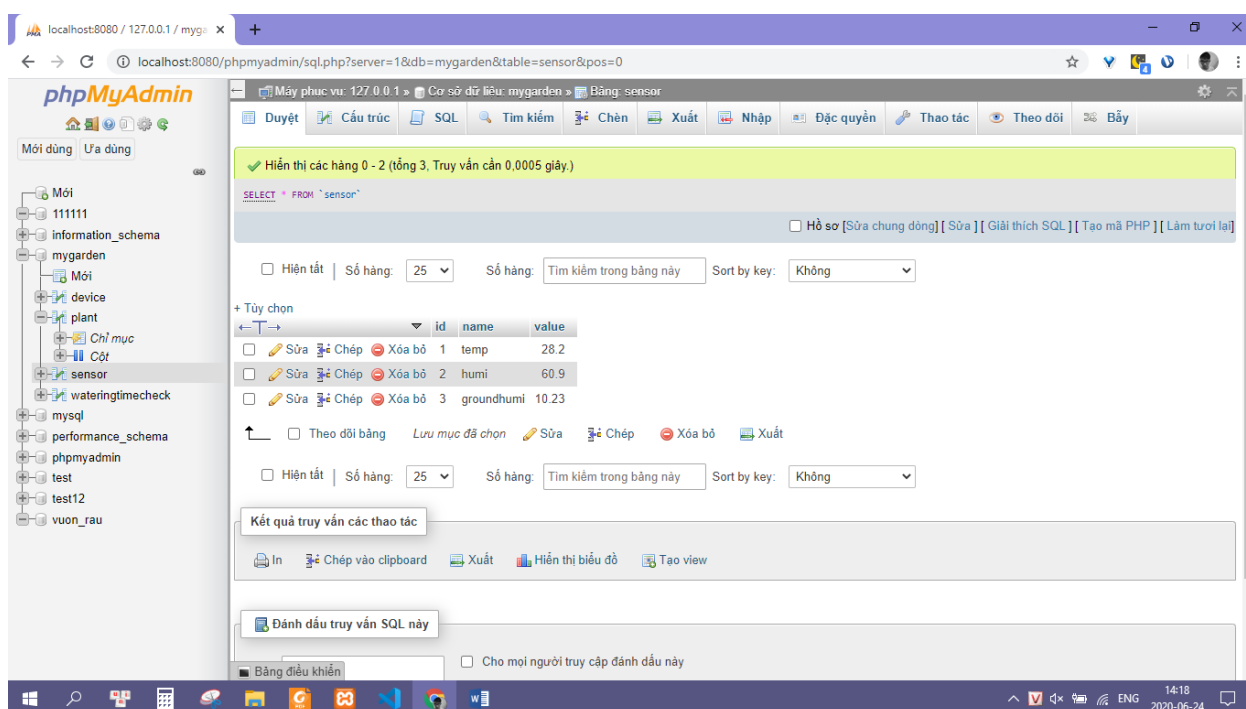 localhost:8080 / 127.0.0.1 / myga
localhost:8080/phpmyadmin/sql.php?server=1&db=mygarden&table=sensor&pos=0
phpMyAdmin
Mới dùng Ưa dùng
Mới
111111
information_schema
mygarden
Mới
device
plant
Chỉ mục
Cột
sensor
wateringtimecheck
mysql
performance_schema
phpmyadmin
test
test12
vuon_rau
Máy phục vụ: 127.0.0.1 » Cơ sở dữ liệu: mygarden » Bảng: sensor
Duyệt Cấu trúc SQL Tìm kiếm Chèn Xuất Nhập Đặc quyền Thao tác Theo dõi Bẫy
Hiển thị các hàng 0 - 2 (tổng 3, Truy vấn cần 0,0005 giây.)
SELECT * FROM `sensor`
Hồ sơ [Sửa chung dòng] [ Sửa ] [ Giải thích SQL ] [ Tạo mã PHP ] [ Làm tươi lại]
Hiện tất | Số hàng: 25 Số hàng: Tìm kiếm trong bảng này Sort by key: Không
+ Tùy chọn
←T→ id name value
Sửa Chép Xóa bỏ 1 temp 28.2
Sửa Chép Xóa bỏ 2 humi 60.9
Sửa Chép Xóa bỏ 3 groundhumi 10.23
Theo dõi bảng Lưu mục đã chọn Sửa Chép Xóa bỏ Xuất
Hiện tất | Số hàng: 25 Số hàng: Tìm kiếm trong bảng này Sort by key: Không
Kết quả truy vấn các thao tác
In Chép vào clipboard Xuất Hiển thị biểu đồ Tạo view
Đánh dấu truy vấn SQL này
Cho mọi người truy cập đánh dấu này
Bảng điều khiển
ENG
14:18
2020-06-24